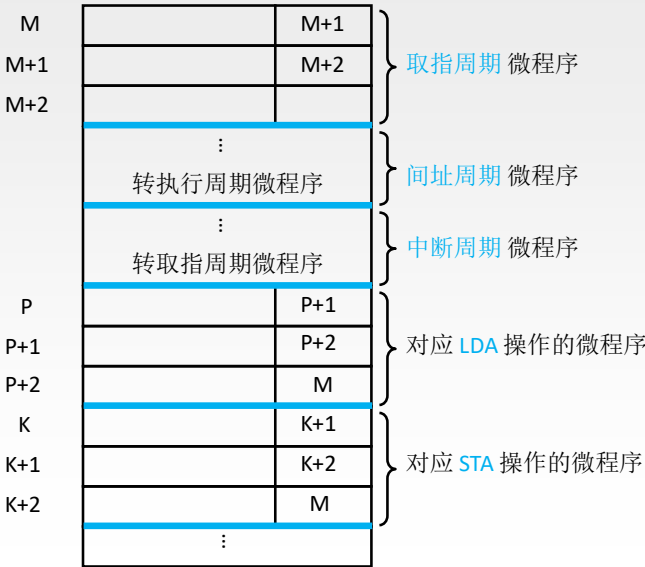 M M+1
M+1 M+2 取指周期 微程序
M+2
⋮
转执行周期微程序 间址周期 微程序
⋮
转取指周期微程序 中断周期 微程序
P P+1
P+1 P+2 对应 LDA 操作的微程序
P+2 M
K K+1
K+1 K+2 对应 STA 操作的微程序
K+2 M
⋮